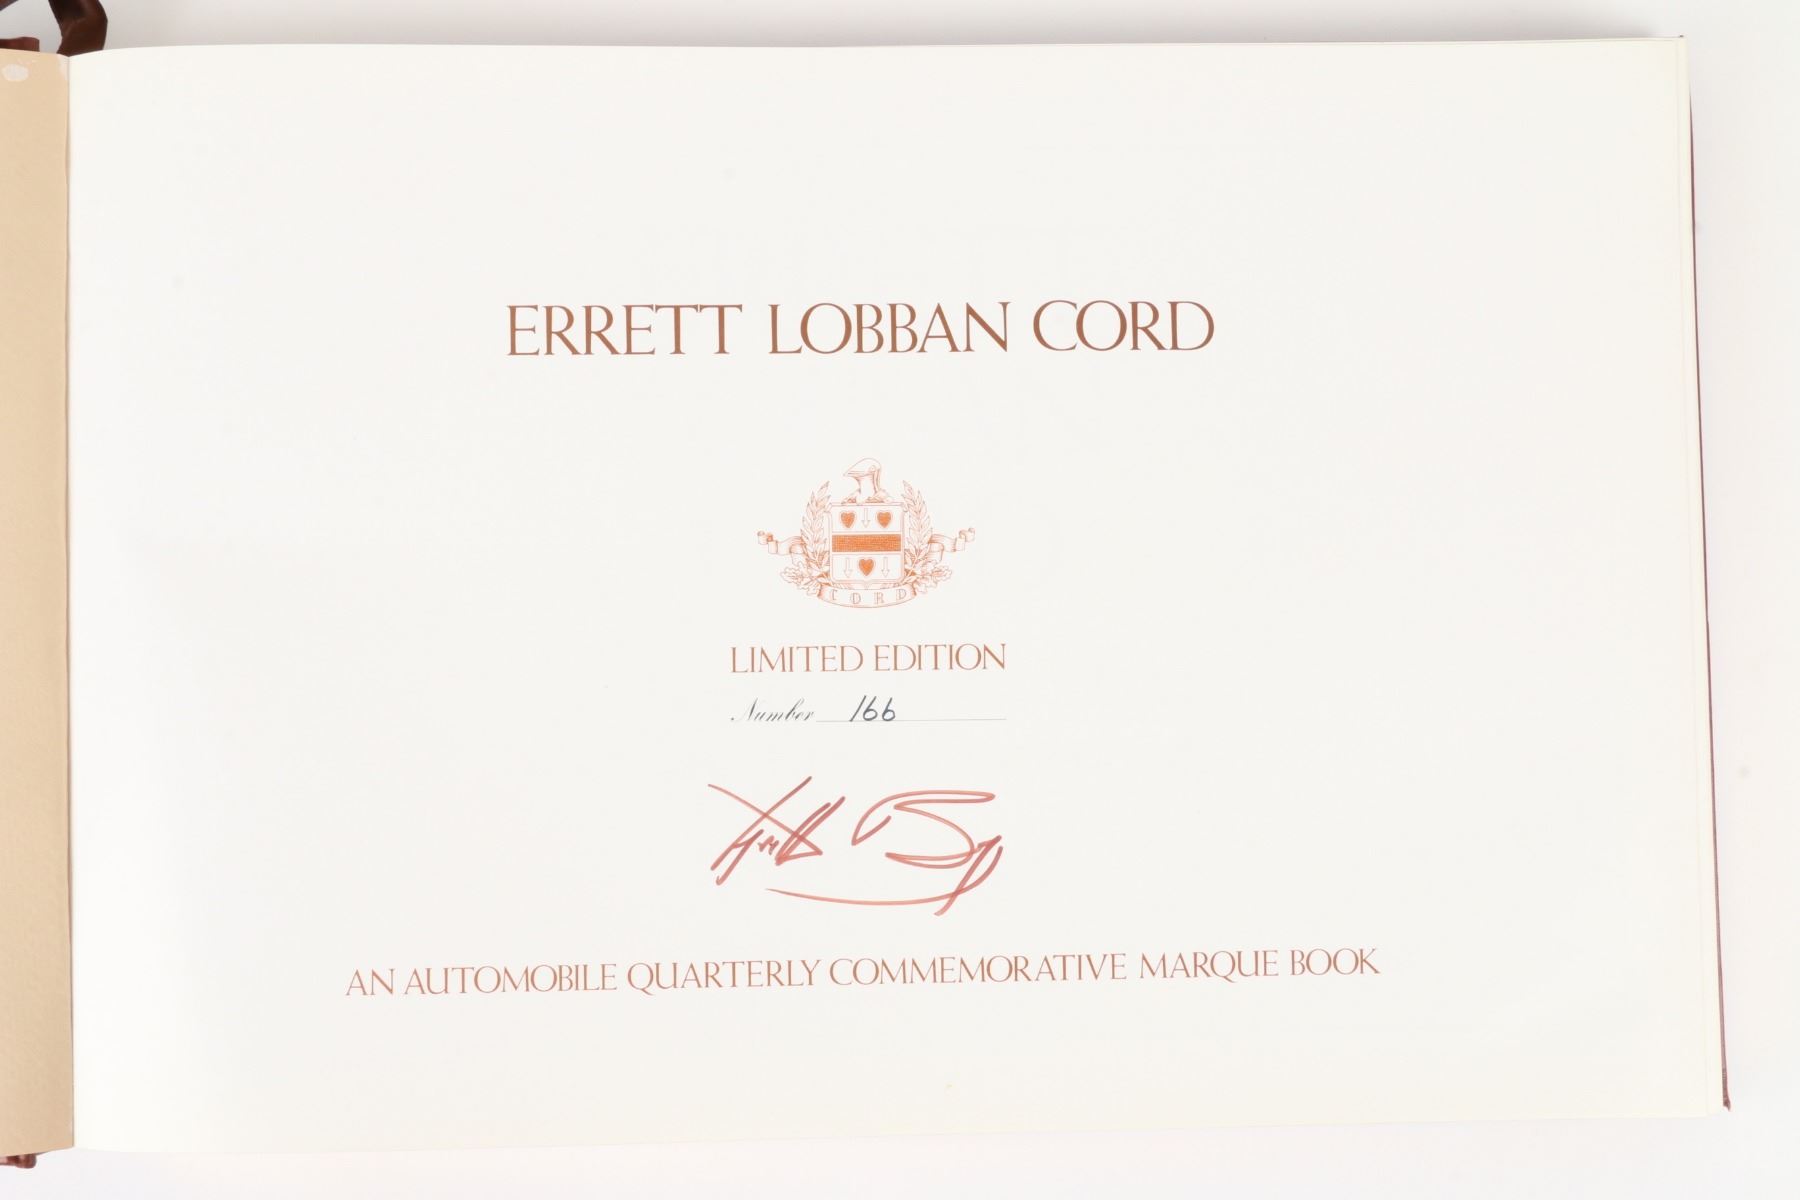 ERRETT LOBBAN CORD
CORD
LIMITED EDITION
Number 166
AN AUTOMOBILE QUARTERLY COMMEMORATIVE MARQUE BOOK